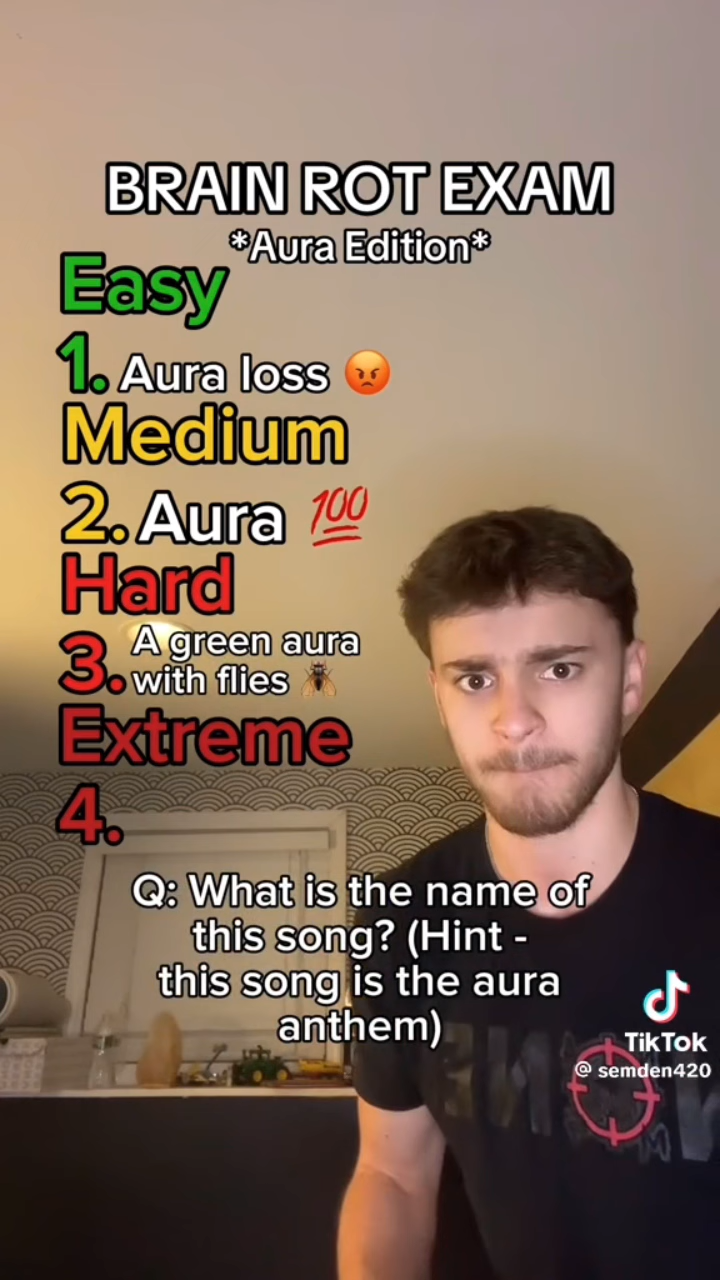 BRAIN ROT EXAM
*Aura Edition*
Easy
1. Aura loss 😡
Medium
2. Aura 💯
Hard
3. A green aura
with flies 🪰
Extreme
4.
Q: What is the name of
this song? (Hint -
this song is the aura
anthem)
TikTok
@ semden420